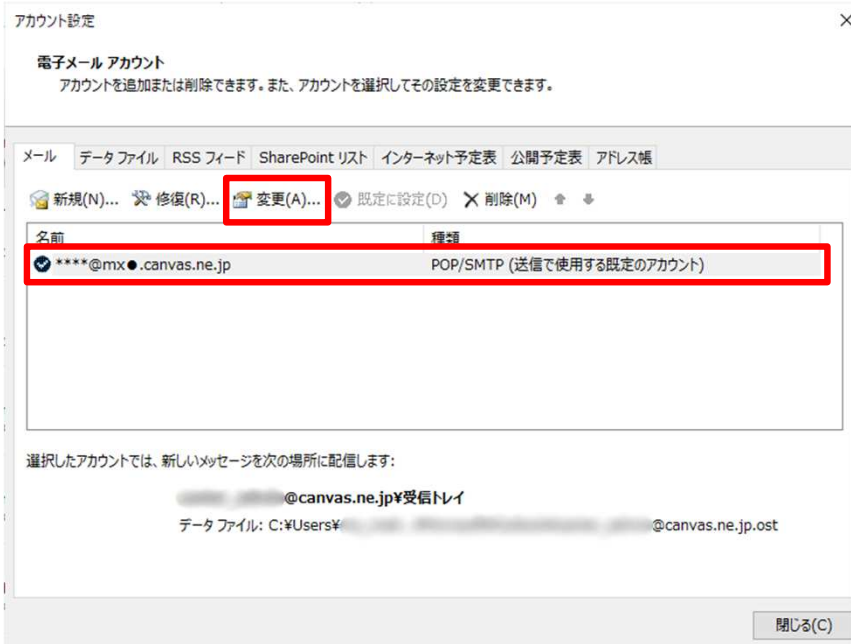 アカウント設定
電子メール アカウント
アカウントを追加または削除できます。また、アカウントを選択してその設定を変更できます。
メール データ ファイル RSS フィード SharePoint リスト インターネット予定表 公開予定表 アドレス帳
新規(N)... 修復(R)... 変更(A)... 既定に設定(D) 削除(M)
名前 種類
****@mx●.canvas.ne.jp POP/SMTP (送信で使用する既定のアカウント)
選択したアカウントでは、新しいメッセージを次の場所に配信します:
@canvas.ne.jp¥受信トレイ
データ ファイル: C:¥Users¥ @canvas.ne.jp.ost
閉じる(C)